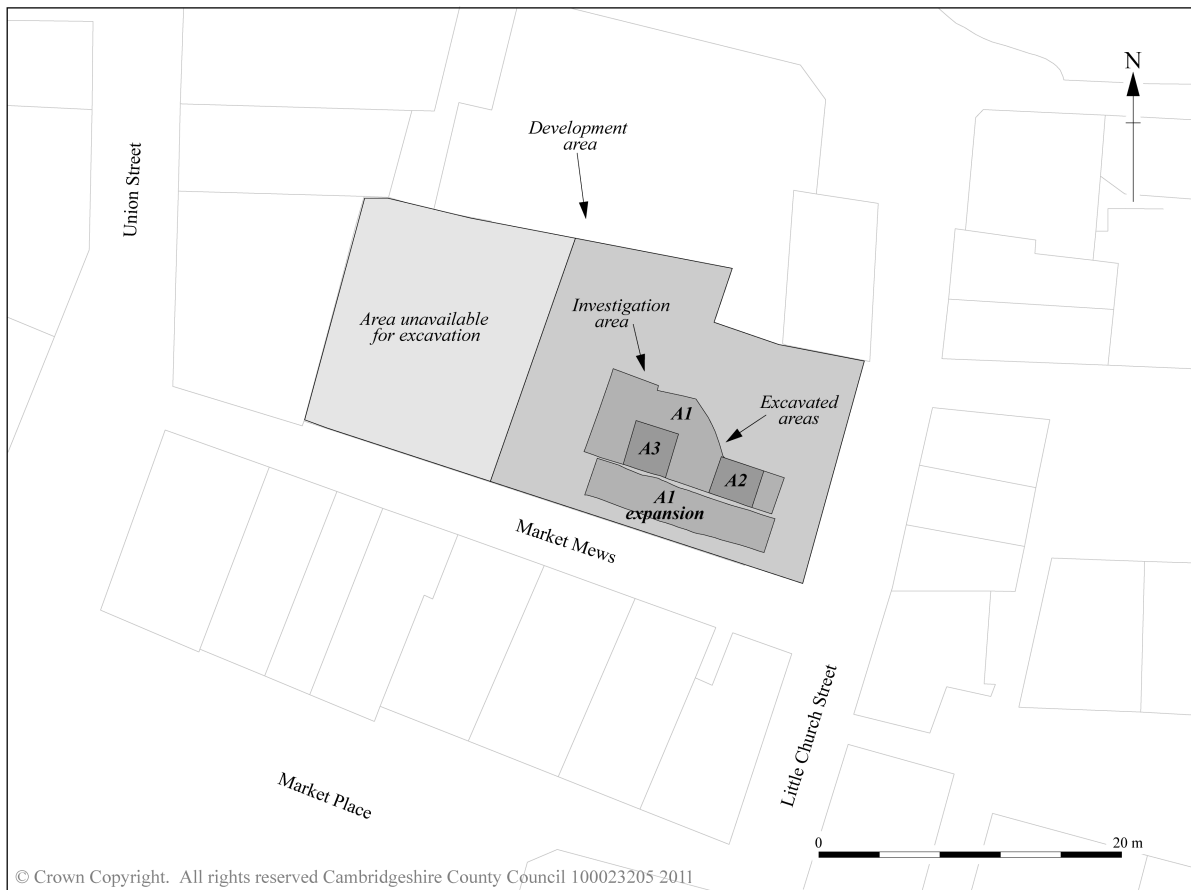 N
Development
area
Union Street
Investigation
area
Area unavailable
for excavation
Excavated
areas
A1
A3
A2
A1
expansion
Market Mews
Little Church Street
Market Place
0
20 m
© Crown Copyright. All rights reserved Cambridgeshire County Council 100023205 2011